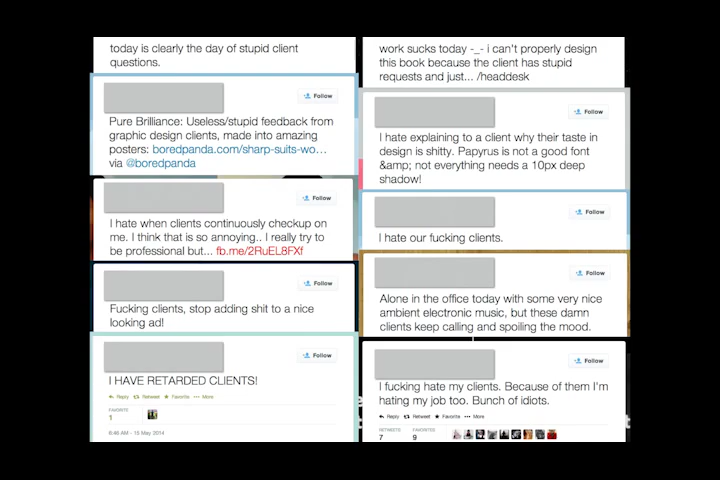 today is clearly the day of stupid client
questions.
Follow
Pure Brilliance: Useless/stupid feedback from
graphic design clients, made into amazing
posters: boredpanda.com/sharp-suits-wo…
via @boredpanda
Follow
I hate when clients continuously checkup on
me. I think that is so annoying.. I really try to
be professional but... fb.me/2RuEL8FXf
Follow
Fucking clients, stop adding shit to a nice
looking ad!
Follow
I HAVE RETARDED CLIENTS!
Reply Retweet Favorite More
FAVORITE
1
6:46 AM - 15 May 2014
work sucks today -_- i can't properly design
this book because the client has stupid
requests and just... /headdesk
Follow
I hate explaining to a client why their taste in
design is shitty. Papyrus is not a good font
&amp; not everything needs a 10px deep
shadow!
Follow
I hate our fucking clients.
Follow
Alone in the office today with some very nice
ambient electronic music, but these damn
clients keep calling and spoiling the mood.
Follow
I fucking hate my clients. Because of them I'm
hating my job too. Bunch of idiots.
Reply Retweet Favorite More
RETWEETS FAVORITES
7 9